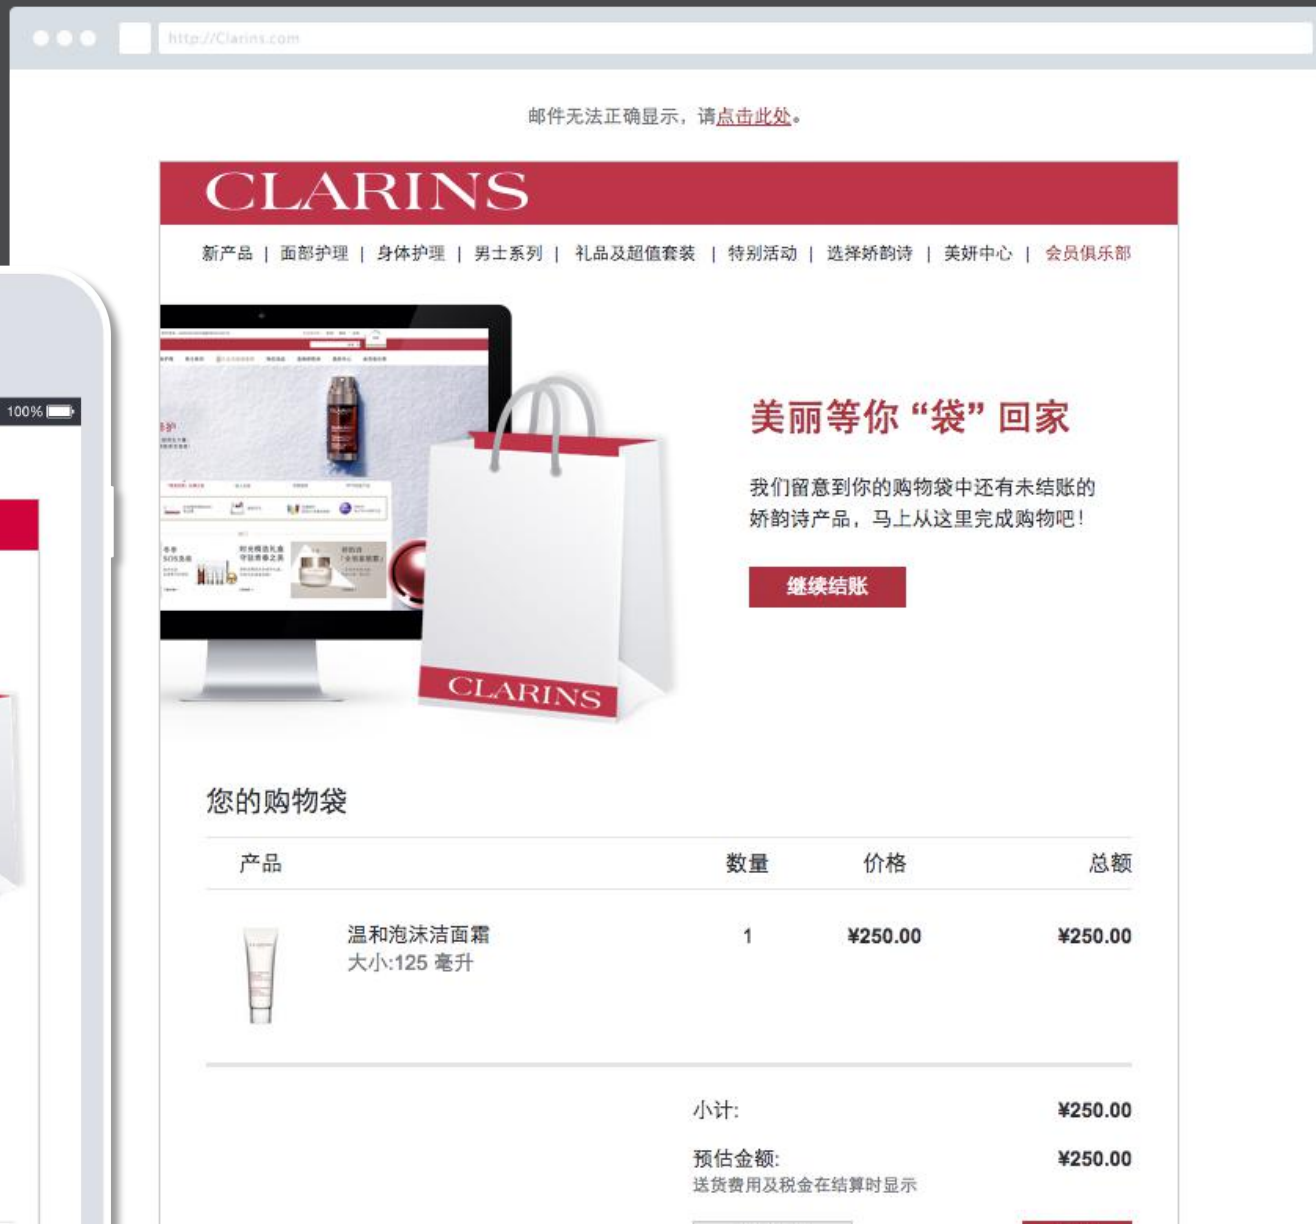 http://Clarins.com
邮件无法正确显示，请点击此处。
CLARINS
新产品 | 面部护理 | 身体护理 | 男士系列 | 礼品及超值套装 | 特别活动 | 选择娇韵诗 | 美妍中心 | 会员俱乐部
100%
美丽等你 “袋” 回家
我们留意到你的购物袋中还有未结账的
娇韵诗产品，马上从这里完成购物吧！
继续结账
CLARINS
您的购物袋
产品 数量 价格 总额
温和泡沫洁面霜 1 ¥250.00 ¥250.00
大小:125 毫升
小计: ¥250.00
预估金额: ¥250.00
送货费用及税金在结算时显示